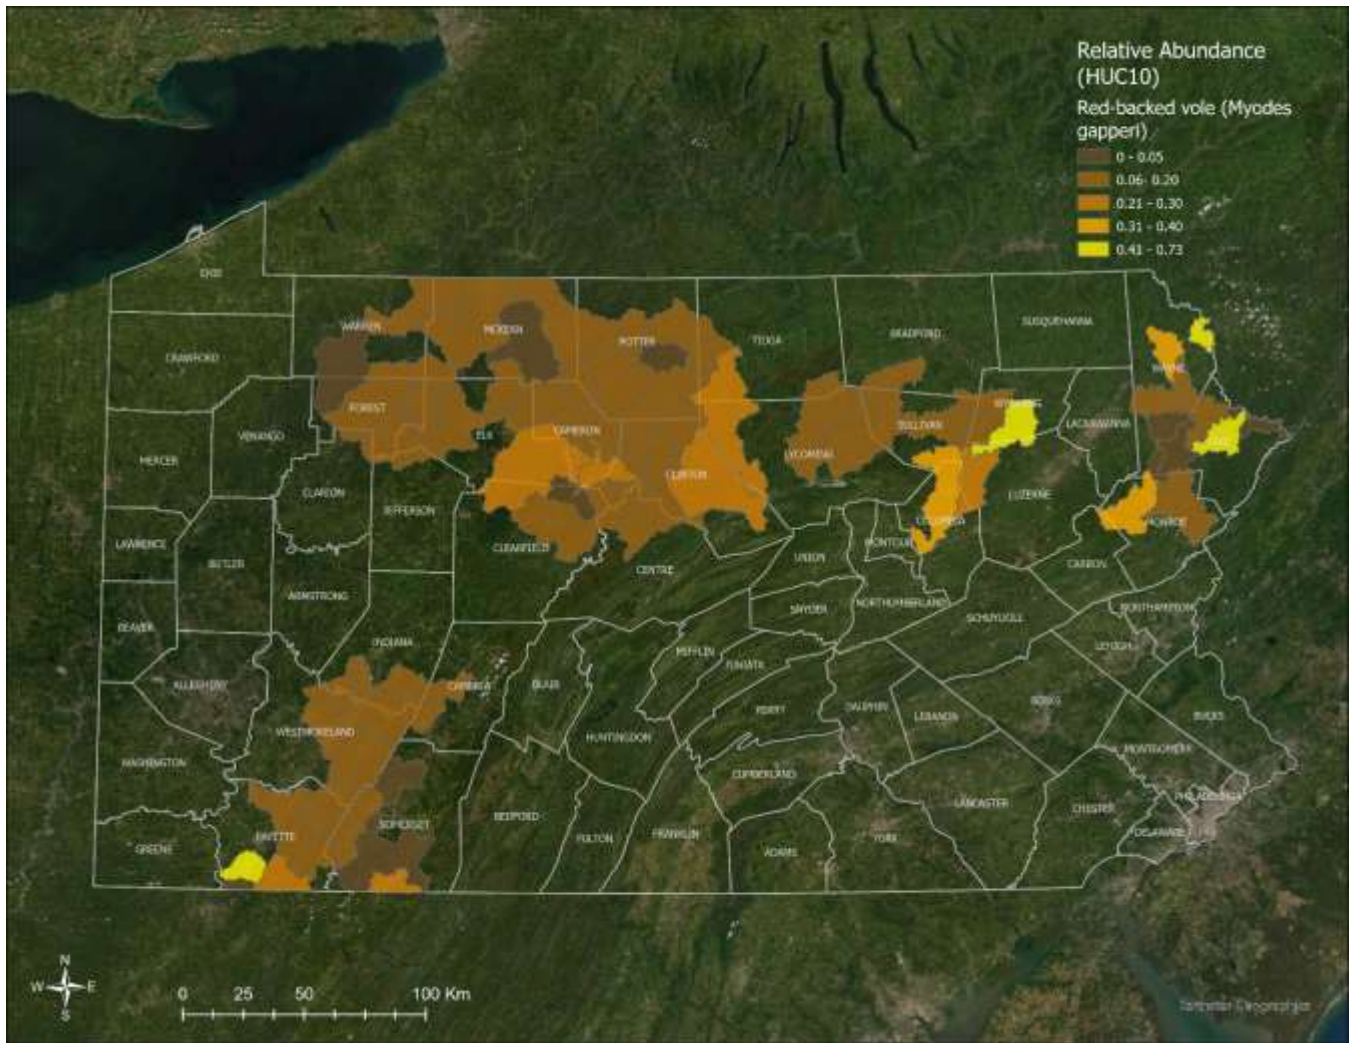 Relative Abundance
(HUC10)
Red-backed vole (Myodes
gapperi)
0 - 0.05
0.06- 0.20
0.21 - 0.30
0.31 - 0.40
0.41 - 0.73
ERIE
WARREN
MCKEAN
POTTER
TIOGA
BRADFORD
SUSQUEHANNA
CRAWFORD
WAYNE
FOREST
WYOMING
VENANGO
ELK
CAMERON
SULLIVAN
LACKAWANNA
MERCER
LYCOMING
CLINTON
CLARION
LUZERNE
JEFFERSON
COLUMBIA
MONROE
LAWRENCE
CLEARFIELD
MONTOUR
BUTLER
CENTRE
UNION
CARBON
ARMSTRONG
SNYDER
NORTHUMBERLAND
NORTHAMPTON
SCHUYLKILL
BEAVER
INDIANA
MIFFLIN
LEHIGH
JUNIATA
ALLEGHENY
CAMBRIA
BLAIR
PERRY
DAUPHIN
LEBANON
BERKS
BUCKS
WESTMORELAND
HUNTINGDON
MONTGOMERY
WASHINGTON
CUMBERLAND
PHILADELPHIA
LANCASTER
CHESTER
BEDFORD
SOMERSET
FAYETTE
FULTON
FRANKLIN
YORK
DELAWARE
GREENE
ADAMS
N
W E
S
0 25 50 100 Km
Earthstar Geographics